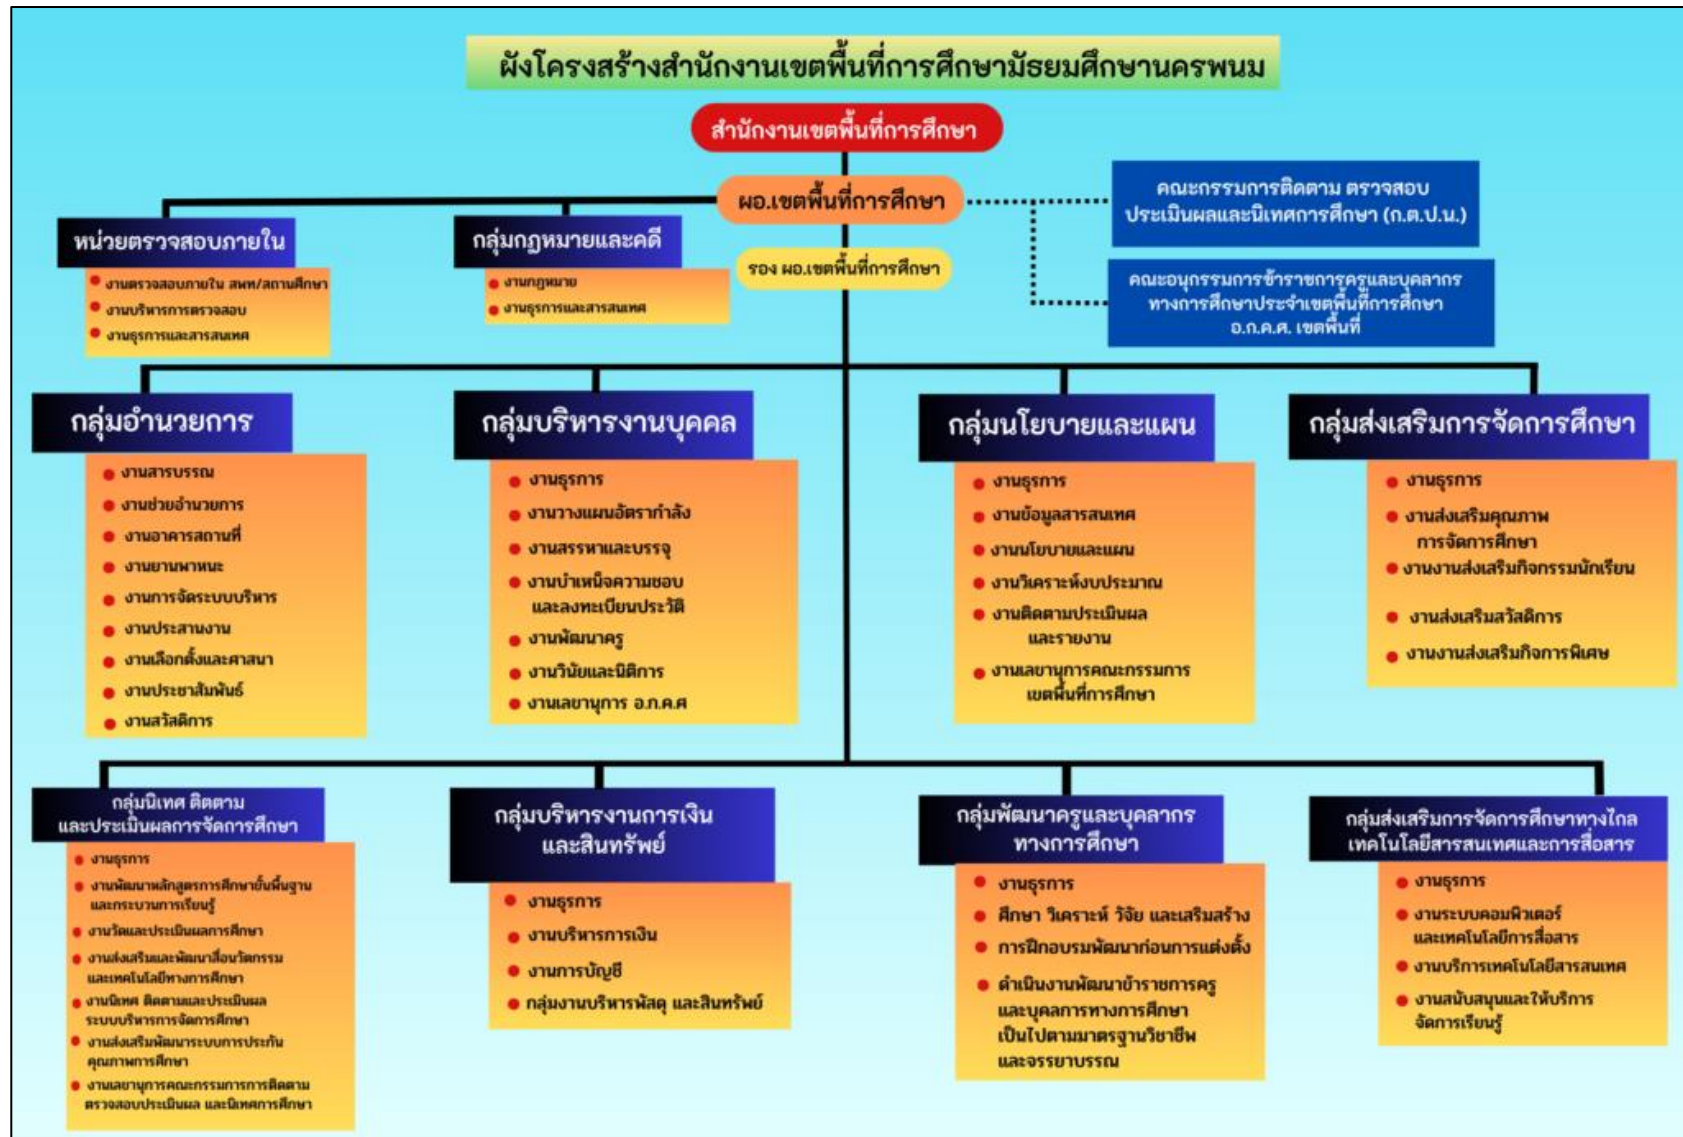 ผังโครงสร้างสำนักงานเขตพื้นที่การศึกษามัธยมศึกษานครพนม
สำนักงานเขตพื้นที่การศึกษา
ผอ.เขตพื้นที่การศึกษา
รอง ผอ.เขตพื้นที่การศึกษา
คณะกรรมการติดตาม ตรวจสอบ
ประเมินผลและนิเทศการศึกษา (ก.ต.ป.น.)
คณะอนุกรรมการข้าราชการครูและบุคลากร
ทางการศึกษาประจำเขตพื้นที่การศึกษา
อ.ก.ค.ศ. เขตพื้นที่
หน่วยตรวจสอบภายใน
งานตรวจสอบภายใน สพท/สถานศึกษา
งานบริหารการตรวจสอบ
งานธุรการและสารสนเทศ
กลุ่มกฎหมายและคดี
งานกฎหมาย
งานธุรการและสารสนเทศ
กลุ่มอำนวยการ
งานสารบรรณ
งานช่วยอำนวยการ
งานอาคารสถานที่
งานยานพาหนะ
งานการจัดระบบบริหาร
งานประสานงาน
งานเลือกตั้งและศาสนา
งานประชาสัมพันธ์
งานสวัสดิการ
กลุ่มบริหารงานบุคคล
งานธุรการ
งานวางแผนอัตรากำลัง
งานสรรหาและบรรจุ
งานบำเหน็จความชอบ
และลงทะเบียนประวัติ
งานพัฒนาครู
งานวินัยและนิติการ
งานเลขานุการ อ.ก.ค.ศ
กลุ่มนโยบายและแผน
งานธุรการ
งานข้อมูลสารสนเทศ
งานนโยบายและแผน
งานวิเคราะห์งบประมาณ
งานติดตามประเมินผล
และรายงาน
งานเลขานุการคณะกรรมการ
เขตพื้นที่การศึกษา
กลุ่มส่งเสริมการจัดการศึกษา
งานธุรการ
งานส่งเสริมคุณภาพ
การจัดการศึกษา
งานงานส่งเสริมกิจกรรมนักเรียน
งานส่งเสริมสวัสดิการ
งานงานส่งเสริมกิจการพิเศษ
กลุ่มนิเทศ ติดตาม
และประเมินผลการจัดการศึกษา
งานธุรการ
งานพัฒนาหลักสูตรการศึกษาขั้นพื้นฐาน
และกระบวนการเรียนรู้
งานวัดและประเมินผลการศึกษา
งานส่งเสริมและพัฒนาสื่อนวัตกรรม
และเทคโนโลยีทางการศึกษา
งานนิเทศ ติดตามและประเมินผล
ระบบบริหารการจัดการศึกษา
งานส่งเสริมพัฒนาระบบการประกัน
คุณภาพการศึกษา
งานเลขานุการคณะกรรมการการติดตาม
ตรวจสอบประเมินผล และนิเทศการศึกษา
กลุ่มบริหารงานการเงิน
และสินทรัพย์
งานธุรการ
งานบริหารการเงิน
งานการบัญชี
กลุ่มงานบริหารพัสดุ และสินทรัพย์
กลุ่มพัฒนาครูและบุคลากร
ทางการศึกษา
งานธุรการ
ศึกษา วิเคราะห์ วิจัย และเสริมสร้าง
การฝึกอบรมพัฒนาก่อนการแต่งตั้ง
ดำเนินงานพัฒนาข้าราชการครู
และบุคลการทางการศึกษา
เป็นไปตามมาตรฐานวิชาชีพ
และจรรยาบรรณ
กลุ่มส่งเสริมการจัดการศึกษาทางไกล
เทคโนโลยีสารสนเทศและการสื่อสาร
งานธุรการ
งานระบบคอมพิวเตอร์
และเทคโนโลยีการสื่อสาร
งานบริการเทคโนโลยีสารสนเทศ
งานสนับสนุนและให้บริการ
จัดการเรียนรู้